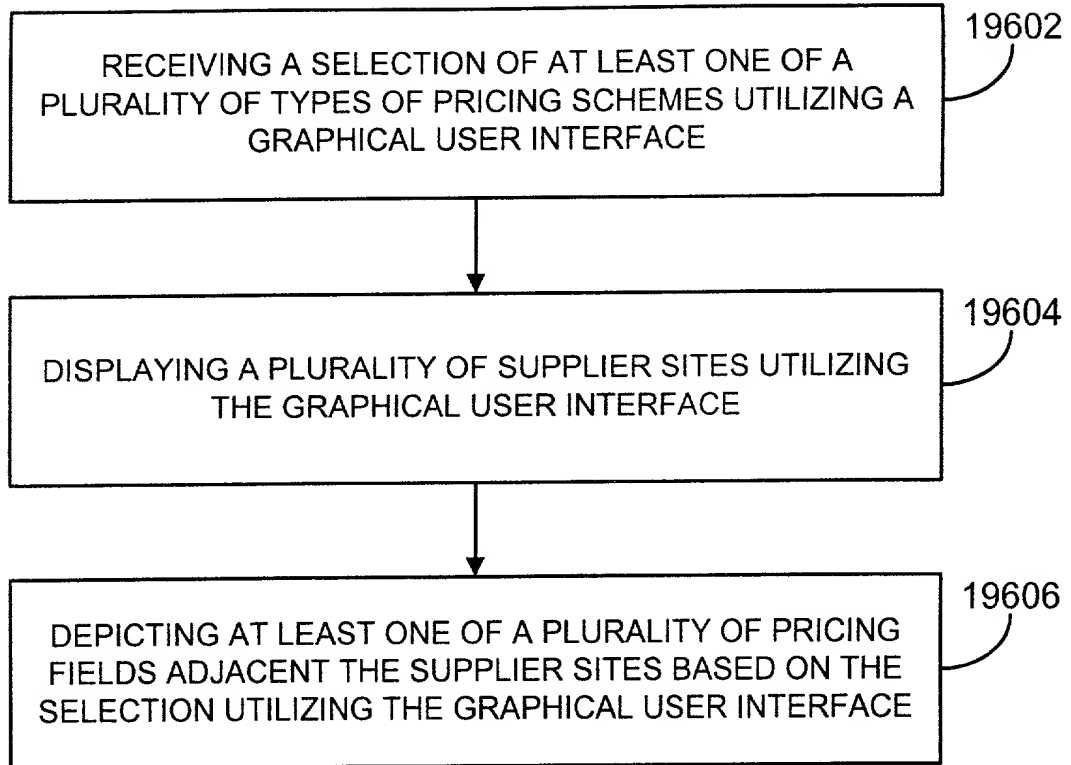 19602
RECEIVING A SELECTION OF AT LEAST ONE OF A
PLURALITY OF TYPES OF PRICING SCHEMES UTILIZING A
GRAPHICAL USER INTERFACE
19604
DISPLAYING A PLURALITY OF SUPPLIER SITES UTILIZING
THE GRAPHICAL USER INTERFACE
19606
DEPICTING AT LEAST ONE OF A PLURALITY OF PRICING
FIELDS ADJACENT THE SUPPLIER SITES BASED ON THE
SELECTION UTILIZING THE GRAPHICAL USER INTERFACE